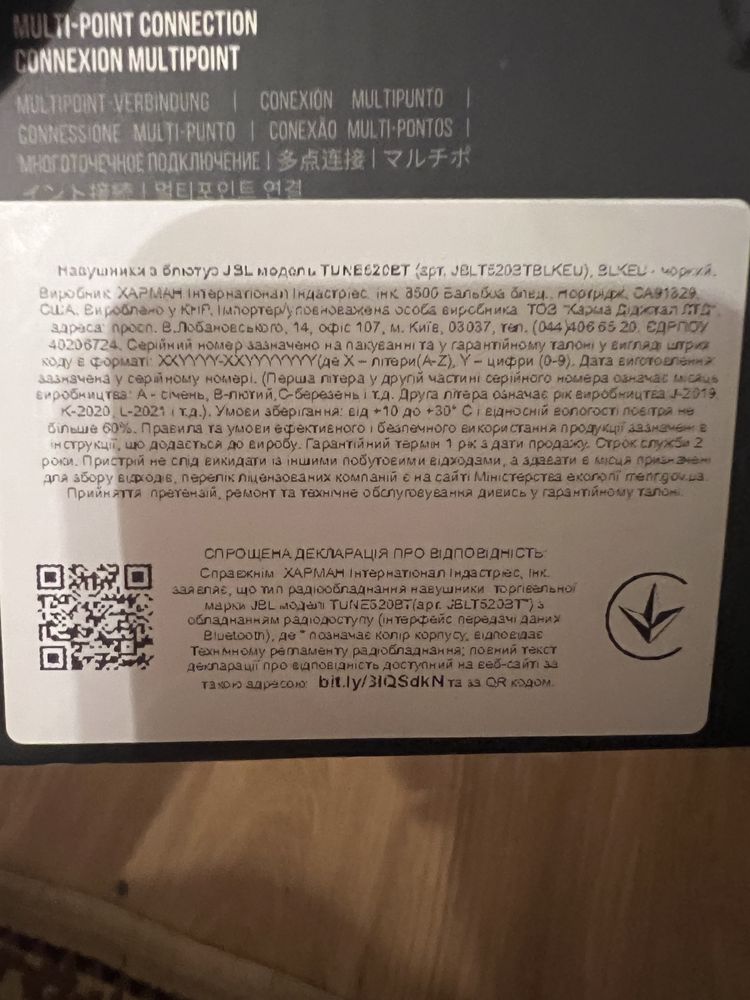 MULTI-POINT CONNECTION
CONNEXION MULTIPOINT
MULTIPOINT-VERBINDUNG | CONEXIÓN MULTIPUNTO |
CONNESSIONE MULTI-PUNTO | CONEXÃO MULTI-PONTOS |
МНОГОТОЧЕЧНОЕ ПОДКЛЮЧЕНИЕ | 多点连接 | マルチポ
イント接続 | 멀티포인트 연결
Навушники з блютуз JBL модель TUNE520BT (арт. JBLT520BTBLKEU), BLKEU - чорний.
Виробник ХАРМАН Інтернаціонал Індастріес, Інк. 8500 Бальбоа блвд., Нортрідж, CA91329,
США. Вироблено у КНР. Імпортер/уповноважена особа виробника ТОВ "Карма Діджитал ЛТД",
адреса: просп. В.Лобановського, 14, офіс 107, м. Київ, 03037, тел. (044)406 65 20. ЄДРПОУ
40206724. Серійний номер зазначено на пакуванні та у гарантійному талоні у вигляді штрих
коду в форматі: XXYYYY-XXYYYYYYY(де X – літери(A-Z), Y – цифри (0-9). Дата виготовлення
зазначена у серійному номері. (Перша літера у другій частині серійного номера означає місяць
виробництва: A - січень, B-лютий,C-березень і т.д. Друга літера означає рік виробництва J-2019,
K-2020, L-2021 і т.д.). Умови зберігання: від +10 до +30° C і відносній вологості повітря не
більше 60%. Правила та умови ефективного і безпечного використання продукції зазначені в
інструкції, що додається до виробу. Гарантійний термін 1 рік з дати продажу. Строк служби 2
роки. Пристрій не слід викидати із іншими побутовими відходами, а здавати в місця призначені
для збору відходів, перелік ліцензованих компаній є на сайті Міністерства екології menr.gov.ua.
Прийняття претензій, ремонт та технічне обслуговування дивись у гарантійному талоні.
СПРОЩЕНА ДЕКЛАРАЦІЯ ПРО ВІДПОВІДНІСТЬ:
Справжнім ХАРМАН Інтернаціонал Індастріес, Інк.
заявляє, що тип радіообладнання навушники торгівельної
марки JBL моделі TUNE520BT(арт. JBLT520BT*) з
обладнанням радіодоступу (інтерфейс передачі даних
Bluetooth), де * позначає колір корпусу, відповідає
Технічному регламенту радіобладнання; повний текст
декларації про відповідність доступний на веб-сайті за
такою адресою: bit.ly/3IQSdkN та за QR кодом.